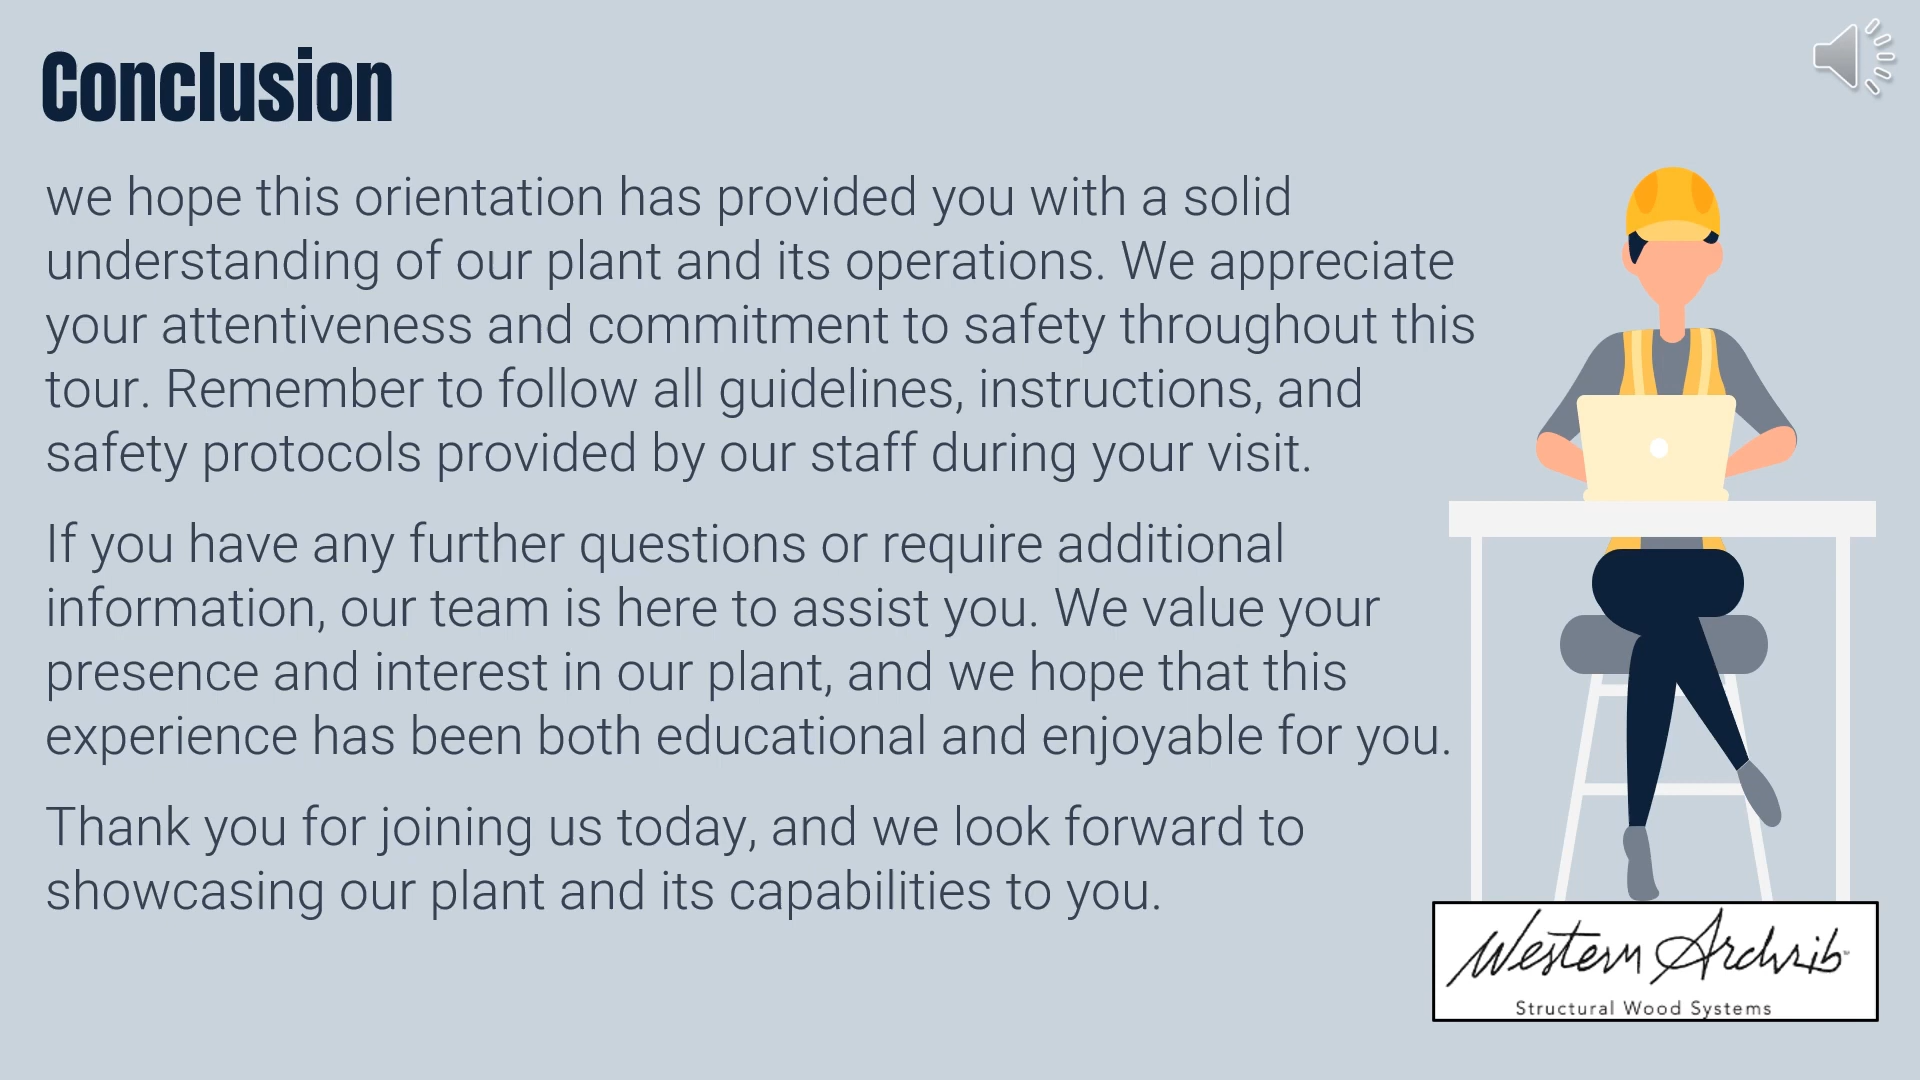 Conclusion
we hope this orientation has provided you with a solid
understanding of our plant and its operations. We appreciate
your attentiveness and commitment to safety throughout this
tour. Remember to follow all guidelines, instructions, and
safety protocols provided by our staff during your visit.
If you have any further questions or require additional
information, our team is here to assist you. We value your
presence and interest in our plant, and we hope that this
experience has been both educational and enjoyable for you.
Thank you for joining us today, and we look forward to
showcasing our plant and its capabilities to you.
Western Archrib
Structural Wood Systems